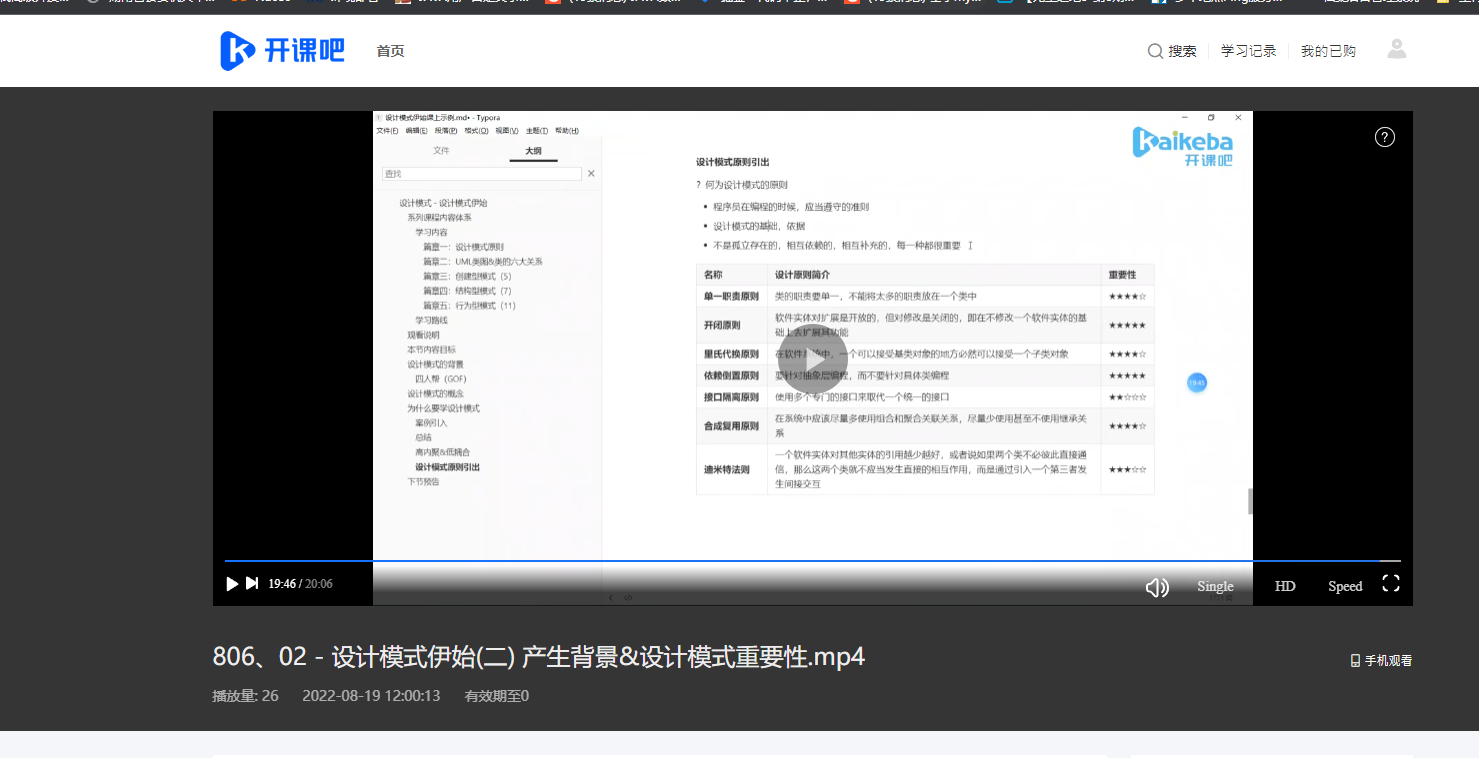 开课吧
首页
搜索
学习记录
我的已购
设计模式伊始课上示例.md• - Typora
文件(F) 编辑(E) 段落(P) 格式(O) 视图(V) 主题(T) 帮助(H)
文件
大纲
查找
设计模式 - 设计模式伊始
系列课程内容体系
学习内容
篇章一：设计模式原则
篇章二：UML类图&类的六大关系
篇章三：创建型模式（5）
篇章四：结构型模式（7）
篇章五：行为型模式（11）
学习路线
观看说明
本节内容目标
设计模式的背景
四人帮（GOF）
设计模式的概念
为什么要学设计模式
案例引入
总结
高内聚&低耦合
设计模式原则引出
下节预告
kaikeba
开课吧
设计模式原则引出
? 何为设计模式的原则
• 程序员在编程的时候，应当遵守的准则
• 设计模式的基础，依据
• 不是孤立存在的，相互依赖的，相互补充的，每一种都很重要
名称 设计原则简介 重要性
单一职责原则 类的职责要单一，不能将太多的职责放在一个类中 ★★★★☆
开闭原则 软件实体对扩展是开放的，但对修改是关闭的，即在不修改一个软件实体的基
础上去扩展其功能 ★★★★★
里氏代换原则 在软件系统中，一个可以接受基类对象的地方必然可以接受一个子类对象 ★★★★☆
依赖倒置原则 要针对抽象层编程，而不要针对具体类编程 ★★★★★
接口隔离原则 使用多个专门的接口来取代一个统一的接口 ★★☆☆☆
合成复用原则 在系统中应该尽量多使用组合和聚合关联关系，尽量少使用甚至不使用继承关
系 ★★★★☆
迪米特法则 一个软件实体对其他实体的引用越少越好，或者说如果两个类不必彼此直接通
信，那么这两个类就不应当发生直接的相互作用，而是通过引入一个第三者发
生间接交互 ★★★☆☆
19:45
19:46 / 20:06
Single
HD
Speed
806、02 - 设计模式伊始(二) 产生背景&设计模式重要性.mp4
手机观看
播放量: 26 2022-08-19 12:00:13 有效期至0